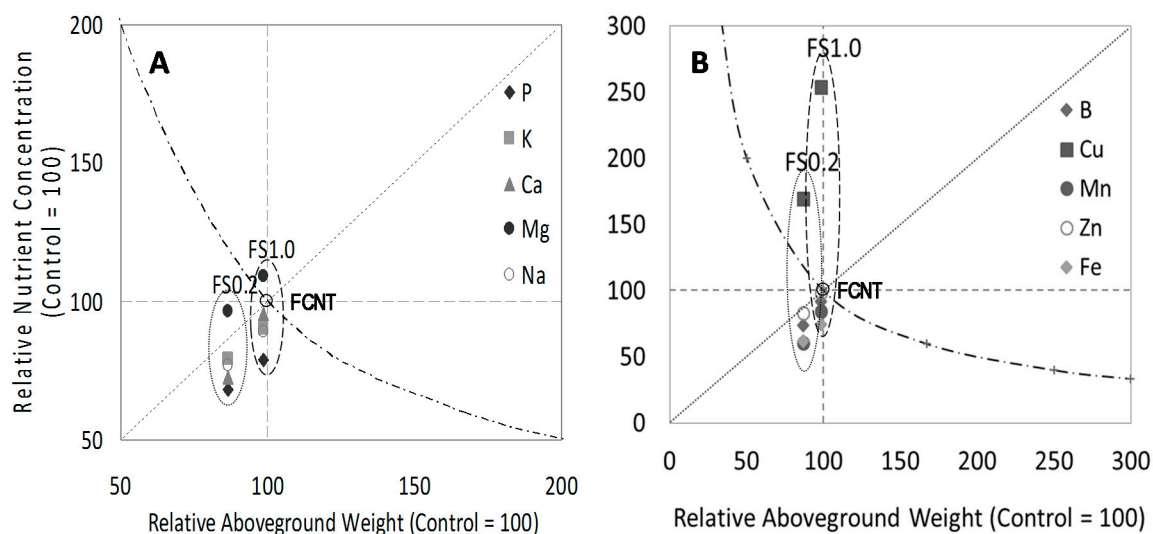 Relative Nutrient Concentration
(Control = 100)
200
150
100
50
A
FS1.0
FS0.2
FCNT
P
K
Ca
Mg
Na
50
100
150
200
Relative Aboveground Weight (Control = 100)
300
250
200
150
100
50
0
B
FS1.0
FS0.2
FCNT
B
Cu
Mn
Zn
Fe
0
50
100
150
200
250
300
Relative Aboveground Weight (Control = 100)